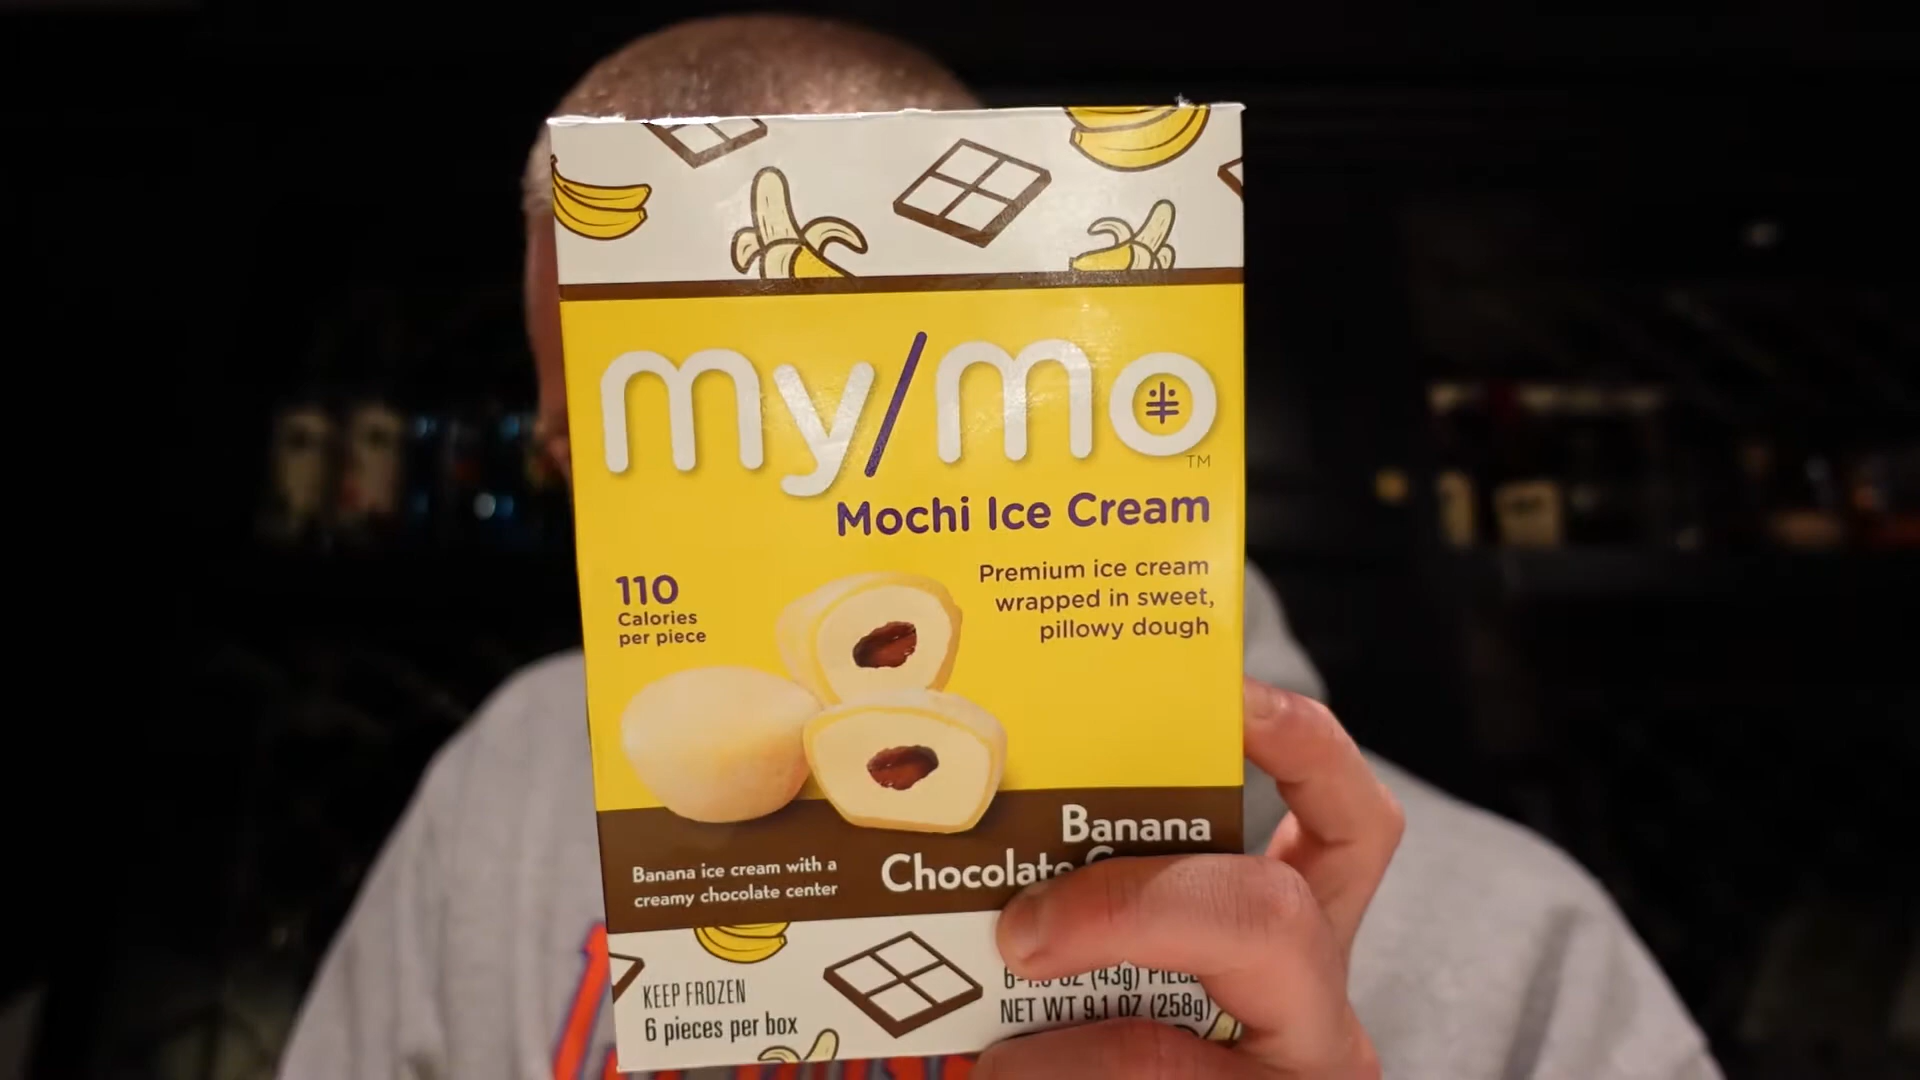 my/mo
TM
Mochi Ice Cream
110
Calories
per piece
Premium ice cream
wrapped in sweet,
pillowy dough
Banana
Chocolate
Banana ice cream with a
creamy chocolate center
KEEP FROZEN
6 pieces per box
(43g)
NET WT 9.1 OZ (258g)